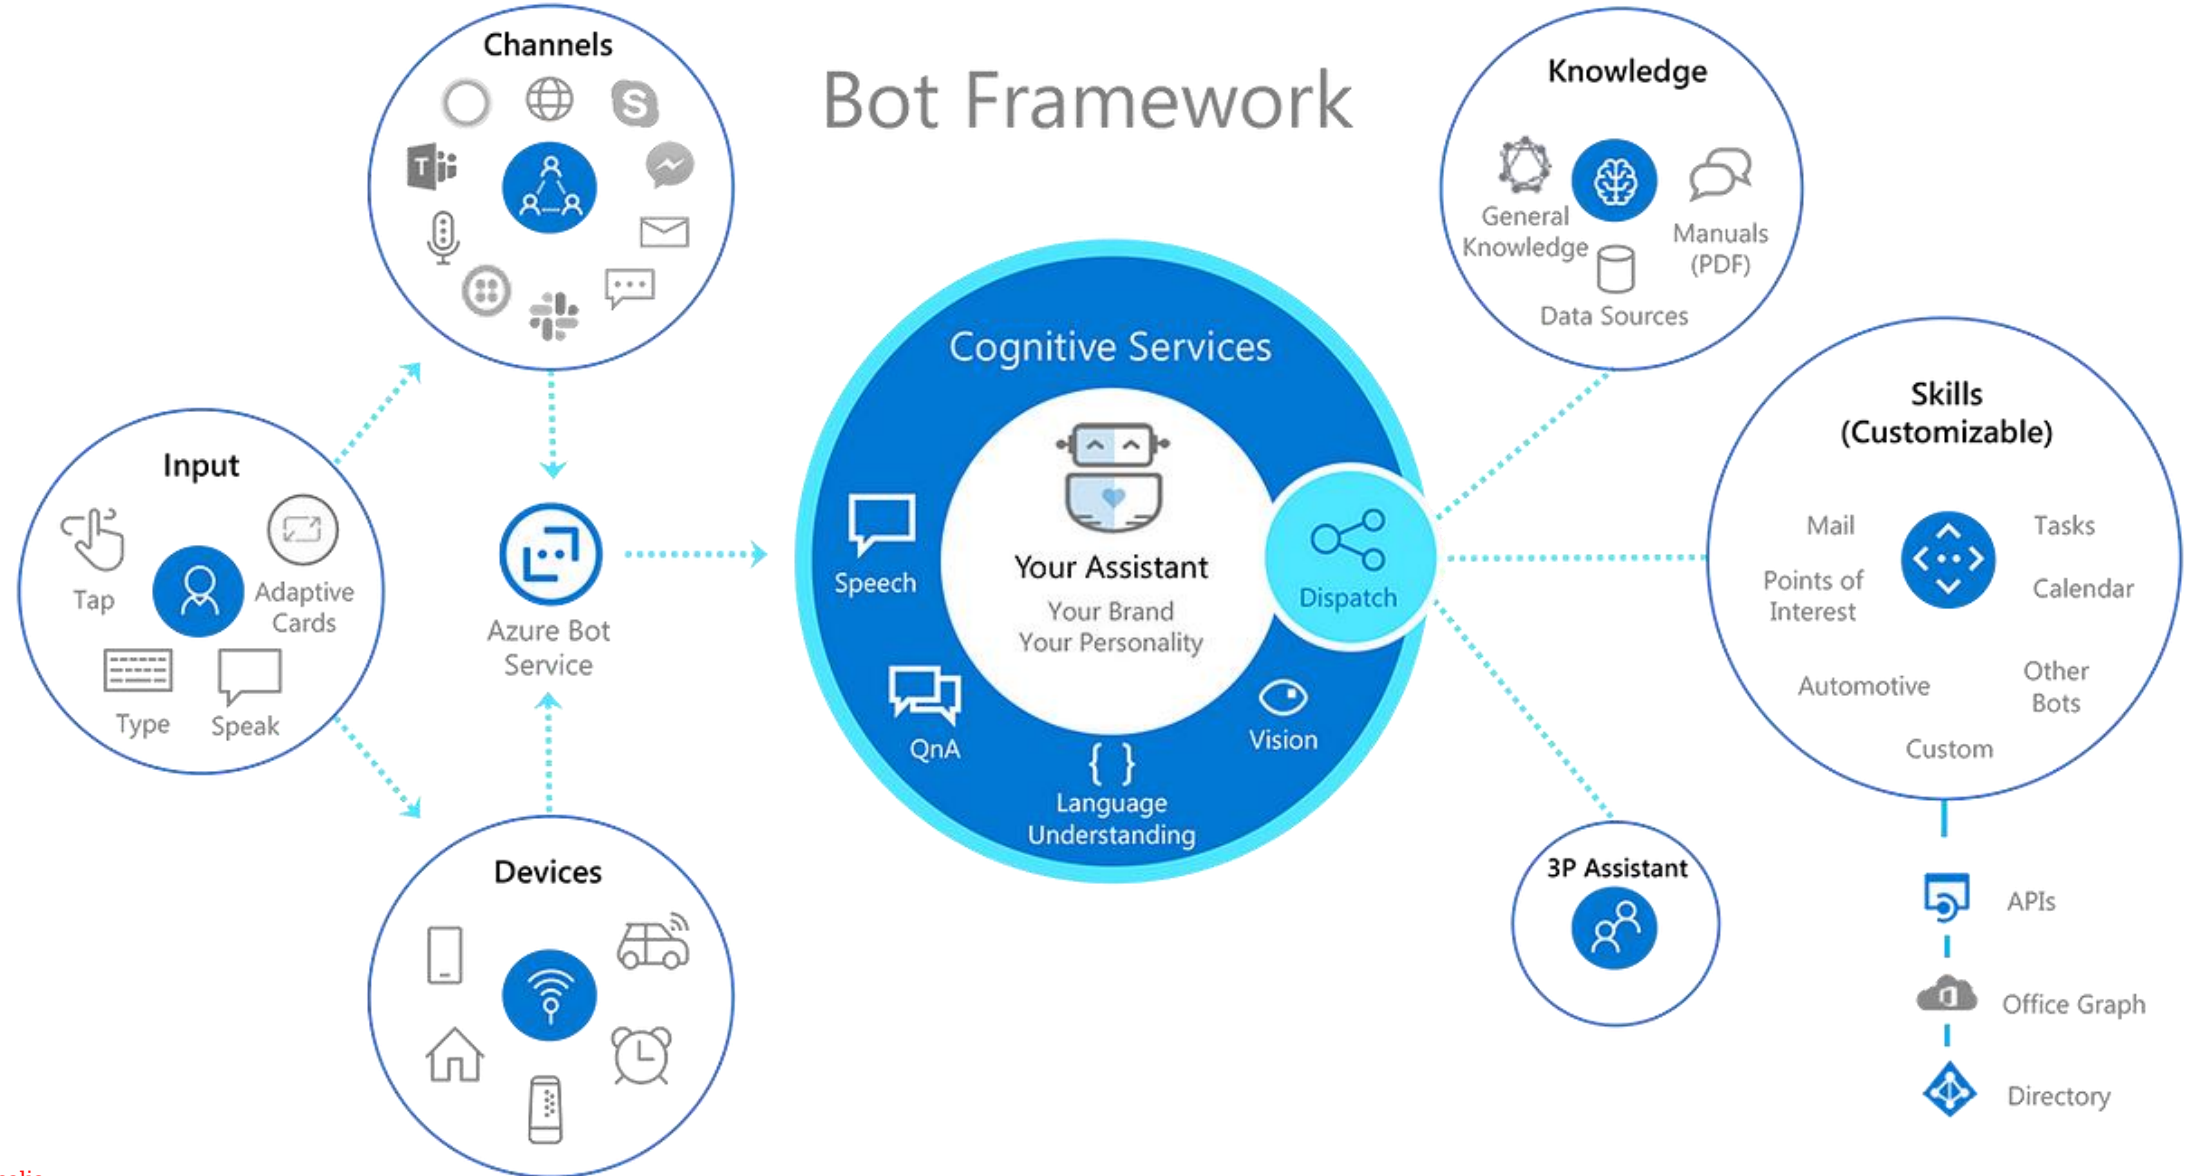 Bot Framework
Channels
Input
Tap
Adaptive
Cards
Type
Speak
Azure Bot
Service
Devices
Cognitive Services
Speech
Your Assistant
Your Brand
Your Personality
Dispatch
QnA
Vision
{ }
Language
Understanding
Knowledge
General
Knowledge
Manuals
(PDF)
Data Sources
Skills
(Customizable)
Mail
Tasks
Points of
Interest
Calendar
Automotive
Other
Bots
Custom
3P Assistant
APIs
Office Graph
Directory